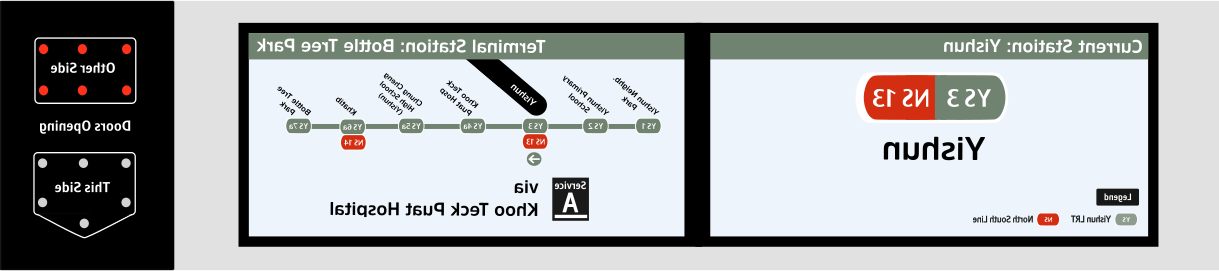 Current Station: Yishun
YS 3 NS 13
Yishun
Legend
YS Yishun LRT NS North South Line
Terminal Station: Bottle Tree Park
Yishun Neighb.
Park
Yishun Primary
School
Yishun
Khoo Teck
Puat Hosp
Chung Cheng
High School
(Yishun)
Khatib
Bottle Tree
Park
YS 1 YS 2 YS 3 YS 4a YS 5a YS 6a YS 7a
NS 13 NS 14
Service
A
via
Khoo Teck Puat Hospital
Other Side
Doors Opening
This Side